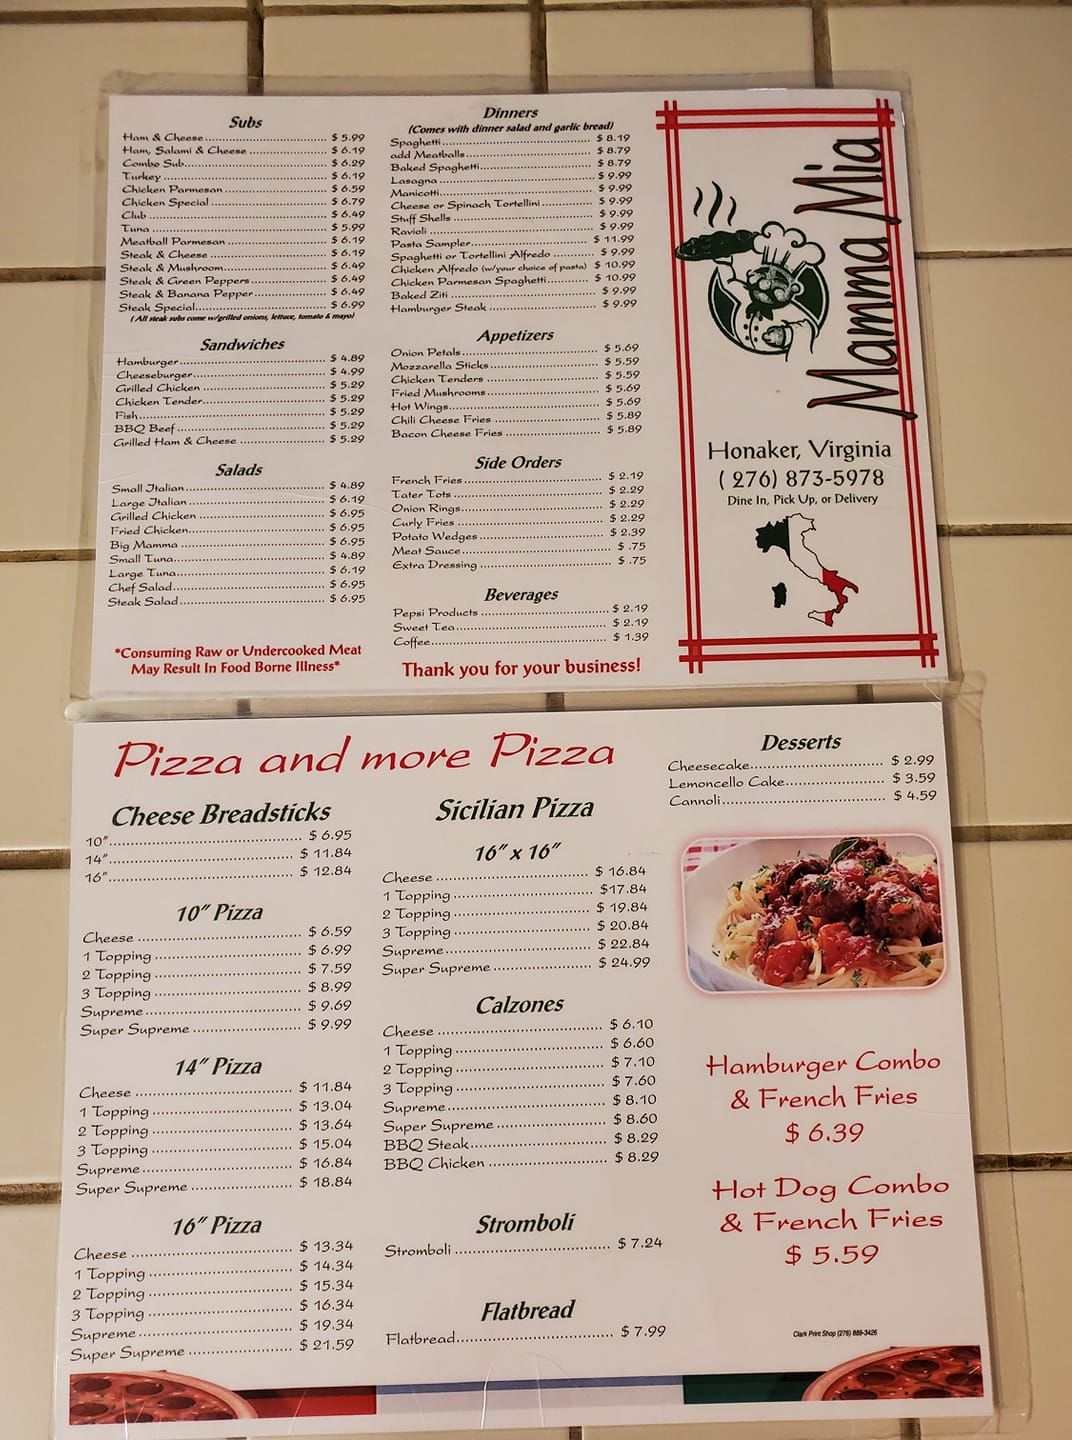 Subs
Ham & Cheese $ 5.99
Ham, Salami & Cheese $ 6.19
Combo Sub $ 6.29
Turkey $ 6.19
Chicken Parmesan $ 6.59
Chicken Special $ 6.79
Club $ 6.49
Tuna $ 5.99
Meatball Parmesan $ 6.19
Steak & Cheese $ 6.19
Steak & Mushroom $ 6.49
Steak & Green Peppers $ 6.49
Steak & Banana Pepper $ 6.49
Steak Special $ 6.99
(All steak subs come w/grilled onions, lettuce, tomato & mayo)
Sandwiches
Hamburger $ 4.89
Cheeseburger $ 4.99
Grilled Chicken $ 5.29
Chicken Tender $ 5.29
Fish $ 5.29
BBQ Beef $ 5.29
Grilled Ham & Cheese $ 5.29
Salads
Small Italian $ 4.89
Large Italian $ 6.19
Grilled Chicken $ 6.95
Fried Chicken $ 6.95
Big Mamma $ 6.95
Small Tuna $ 4.89
Large Tuna $ 6.19
Chef Salad $ 6.95
Steak Salad $ 6.95
*Consuming Raw or Undercooked Meat
May Result In Food Borne Illness*
Dinners
(Comes with dinner salad and garlic bread)
Spaghetti $ 8.19
add Meatballs $ 8.79
Baked Spaghetti $ 8.79
Lasagna $ 9.99
Manicotti $ 9.99
Cheese or Spinach Tortellini $ 9.99
Stuff Shells $ 9.99
Ravioli $ 9.99
Pasta Sampler $ 11.99
Spaghetti or Tortellini Alfredo $ 9.99
Chicken Alfredo (w/your choice of pasta) $ 10.99
Chicken Parmesan Spaghetti $ 10.99
Baked Ziti $ 9.99
Hamburger Steak $ 9.99
Appetizers
Onion Petals $ 5.69
Mozzarella Sticks $ 5.59
Chicken Tenders $ 5.59
Fried Mushrooms $ 5.69
Hot Wings $ 5.69
Chili Cheese Fries $ 5.89
Bacon Cheese Fries $ 5.89
Side Orders
French Fries $ 2.19
Tater Tots $ 2.29
Onion Rings $ 2.29
Curly Fries $ 2.29
Potato Wedges $ 2.39
Meat Sauce $ .75
Extra Dressing $ .75
Beverages
Pepsi Products $ 2.19
Sweet Tea $ 2.19
Coffee $ 1.39
Thank you for your business!
Mamma Mia
Honaker, Virginia
( 276) 873-5978
Dine In, Pick Up, or Delivery
Pizza and more Pizza
Cheese Breadsticks
10" $ 6.95
14" $ 11.84
16" $ 12.84
10" Pizza
Cheese $ 6.59
1 Topping $ 6.99
2 Topping $ 7.59
3 Topping $ 8.99
Supreme $ 9.69
Super Supreme $ 9.99
14" Pizza
Cheese $ 11.84
1 Topping $ 13.04
2 Topping $ 13.64
3 Topping $ 15.04
Supreme $ 16.84
Super Supreme $ 18.84
16" Pizza
Cheese $ 13.34
1 Topping $ 14.34
2 Topping $ 15.34
3 Topping $ 16.34
Supreme $ 19.34
Super Supreme $ 21.59
Sicilian Pizza
16" x 16"
Cheese $ 16.84
1 Topping $17.84
2 Topping $ 19.84
3 Topping $ 20.84
Supreme $ 22.84
Super Supreme $ 24.99
Calzones
Cheese $ 6.10
1 Topping $ 6.60
2 Topping $ 7.10
3 Topping $ 7.60
Supreme $ 8.10
Super Supreme $ 8.60
BBQ Steak $ 8.29
BBQ Chicken $ 8.29
Stromboli
Stromboli $ 7.24
Flatbread
Flatbread $ 7.99
Desserts
Cheesecake $ 2.99
Lemoncello Cake $ 3.59
Cannoli $ 4.59
Hamburger Combo
& French Fries
$ 6.39
Hot Dog Combo
& French Fries
$ 5.59
Clark Print Shop (276) 889-3426